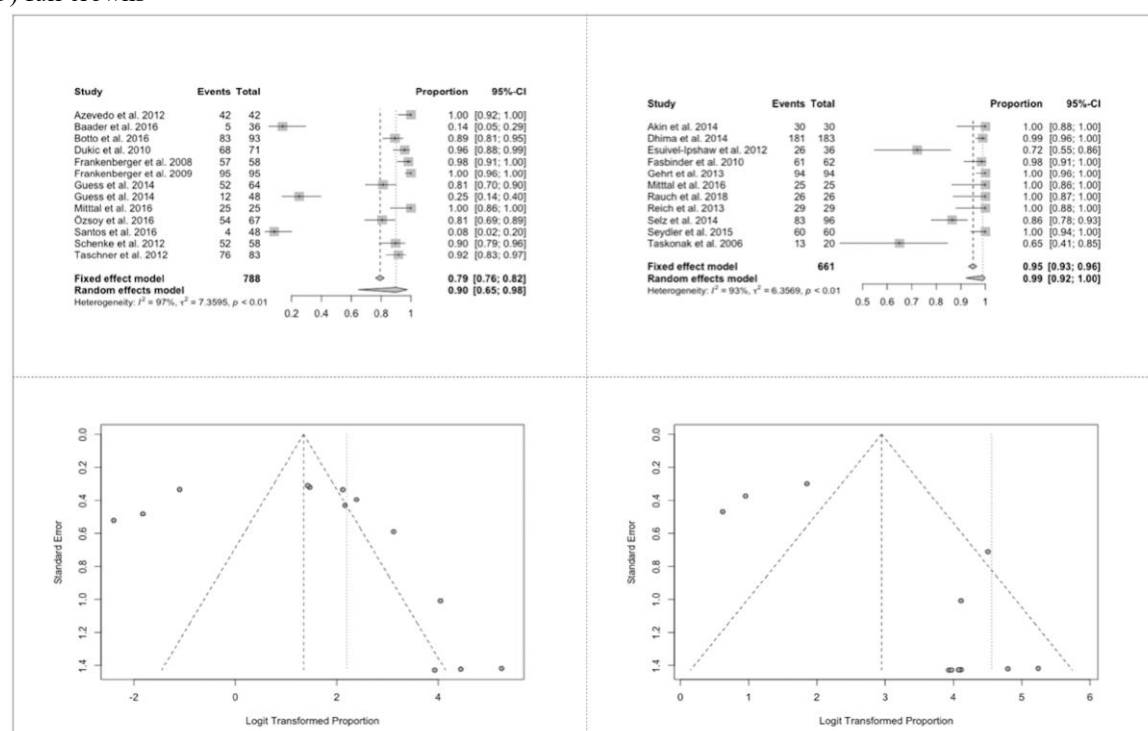 Study Events Total Proportion 95%-CI
Azevedo et al. 2012 42 42 1.00 [0.92; 1.00]
Baader et al. 2016 5 36 0.14 [0.05; 0.29]
Botto et al. 2016 83 93 0.89 [0.81; 0.95]
Dukic et al. 2010 68 71 0.96 [0.88; 0.99]
Frankenberger et al. 2008 57 58 0.98 [0.91; 1.00]
Frankenberger et al. 2009 95 95 1.00 [0.96; 1.00]
Guess et al. 2014 52 64 0.81 [0.70; 0.90]
Guess et al. 2014 12 48 0.25 [0.14; 0.40]
Mitttal et al. 2016 25 25 1.00 [0.86; 1.00]
Özsoy et al. 2016 54 67 0.81 [0.69; 0.89]
Santos et al. 2016 4 48 0.08 [0.02; 0.20]
Schenke et al. 2012 52 58 0.90 [0.79; 0.96]
Taschner et al. 2012 76 83 0.92 [0.83; 0.97]
Fixed effect model 788 0.79 [0.76; 0.82]
Random effects model 0.90 [0.65; 0.98]
Heterogeneity: I² = 97%, τ² = 7.3595, p < 0.01
0.2 0.4 0.6 0.8 1
Study Events Total Proportion 95%-CI
Akin et al. 2014 30 30 1.00 [0.88; 1.00]
Dhima et al. 2014 181 183 0.99 [0.96; 1.00]
Esuivel-Ipshaw et al. 2012 26 36 0.72 [0.55; 0.86]
Fasbinder et al. 2010 61 62 0.98 [0.91; 1.00]
Gehrt et al. 2013 94 94 1.00 [0.96; 1.00]
Mitttal et al. 2016 25 25 1.00 [0.86; 1.00]
Rauch et al. 2018 26 26 1.00 [0.87; 1.00]
Reich et al. 2013 29 29 1.00 [0.88; 1.00]
Selz et al. 2014 83 96 0.86 [0.78; 0.93]
Seydler et al. 2015 60 60 1.00 [0.94; 1.00]
Taskonak et al. 2006 13 20 0.65 [0.41; 0.85]
Fixed effect model 661 0.95 [0.93; 0.96]
Random effects model 0.99 [0.92; 1.00]
Heterogeneity: I² = 93%, τ² = 6.3569, p < 0.01
0.5 0.6 0.7 0.8 0.9 1
Standard Error
0.0
0.2
0.4
0.6
0.8
1.0
1.2
1.4
-2 0 2 4
Logit Transformed Proportion
Standard Error
0.0
0.2
0.4
0.6
0.8
1.0
1.2
1.4
0 1 2 3 4 5 6
Logit Transformed Proportion